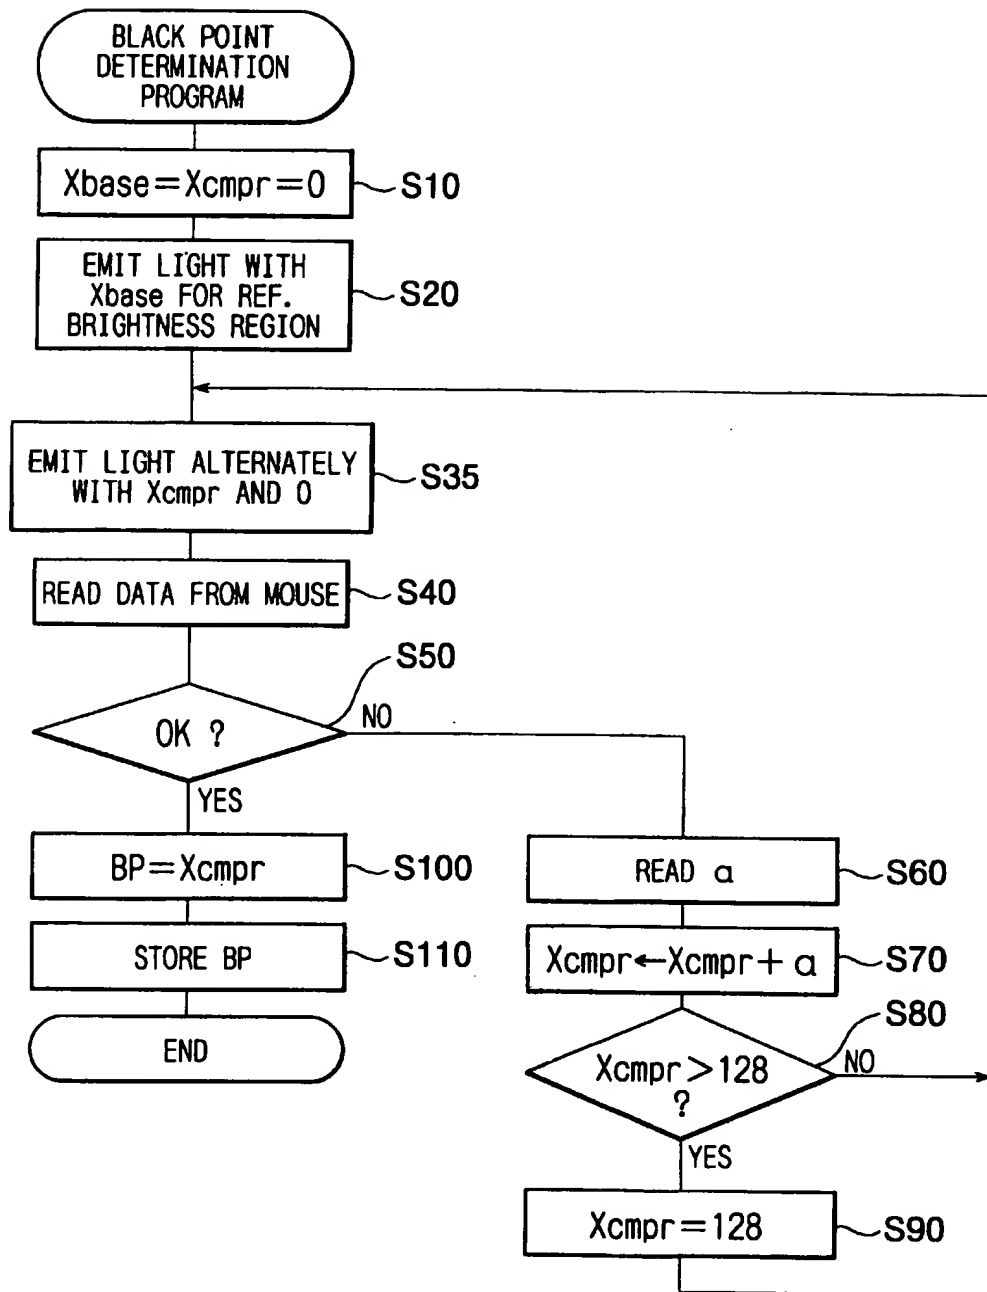 BLACK POINT
DETERMINATION
PROGRAM
Xbase=Xcmpr=0
S10
EMIT LIGHT WITH
Xbase FOR REF.
BRIGHTNESS REGION
S20
EMIT LIGHT ALTERNATELY
WITH Xcmpr AND 0
S35
READ DATA FROM MOUSE
S40
S50
OK ?
NO
YES
BP=Xcmpr
S100
STORE BP
S110
END
READ α
S60
Xcmpr←Xcmpr+α
S70
S80
Xcmpr>128
?
NO
YES
Xcmpr=128
S90